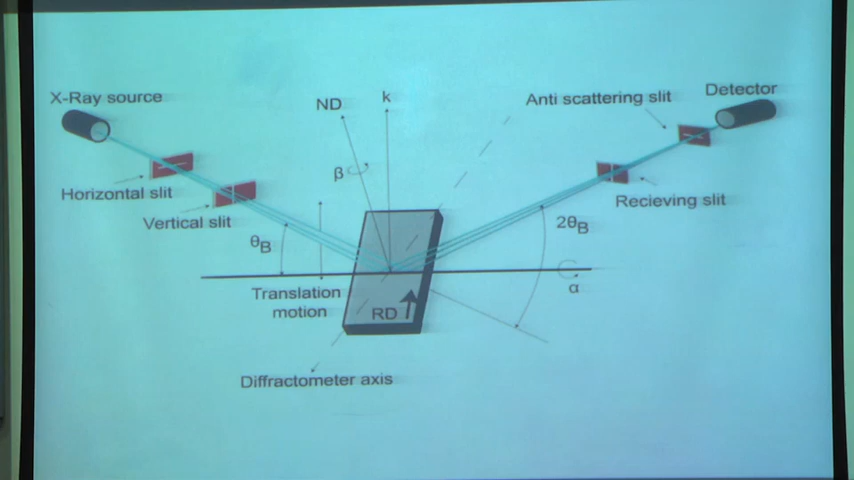 X-Ray source
ND
k
Anti scattering slit
Detector
β
Horizontal slit
Vertical slit
Recieving slit
θB
2θB
α
Translation
motion
RD
Diffractometer axis